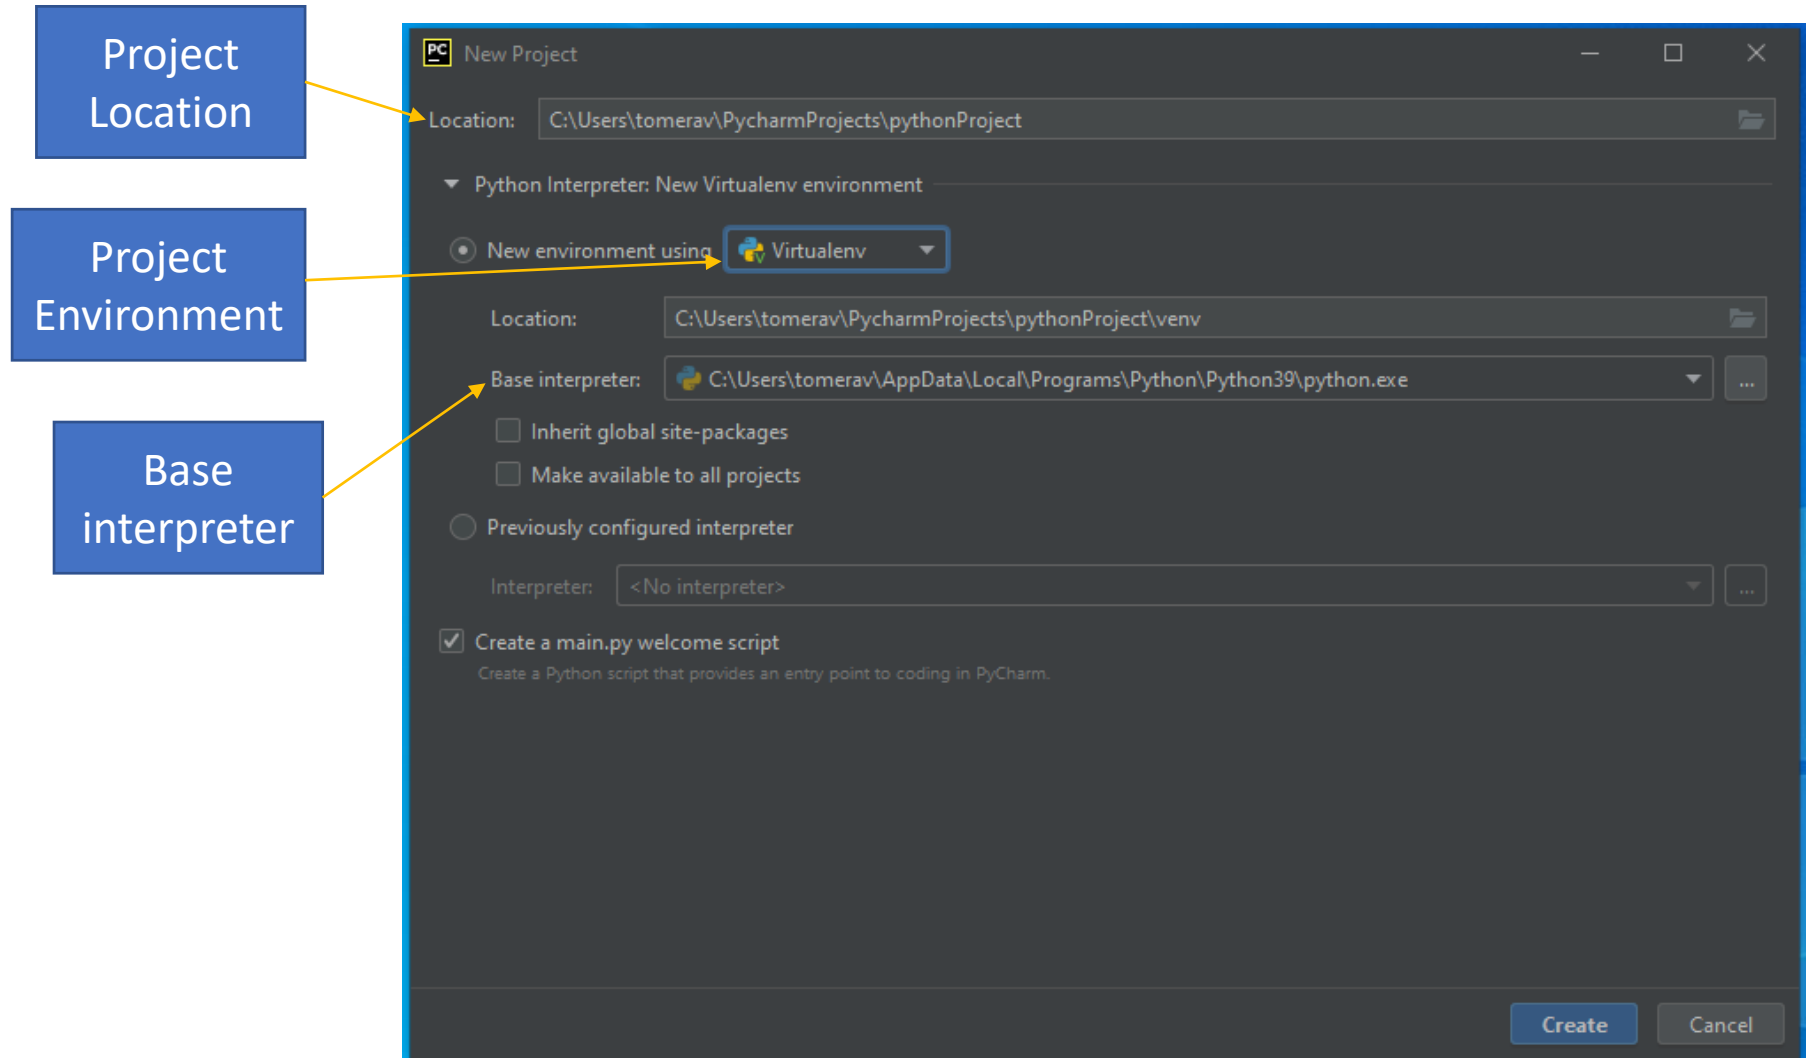 Project
Location
Project
Environment
Base
interpreter
PC New Project
Location: C:\Users\tomerav\PycharmProjects\pythonProject
Python Interpreter: New Virtualenv environment
New environment using Virtualenv
Location: C:\Users\tomerav\PycharmProjects\pythonProject\venv
Base interpreter: C:\Users\tomerav\AppData\Local\Programs\Python\Python39\python.exe ...
Inherit global site-packages
Make available to all projects
Previously configured interpreter
Interpreter: <No interpreter> ...
Create a main.py welcome script
Create a Python script that provides an entry point to coding in PyCharm.
Create Cancel